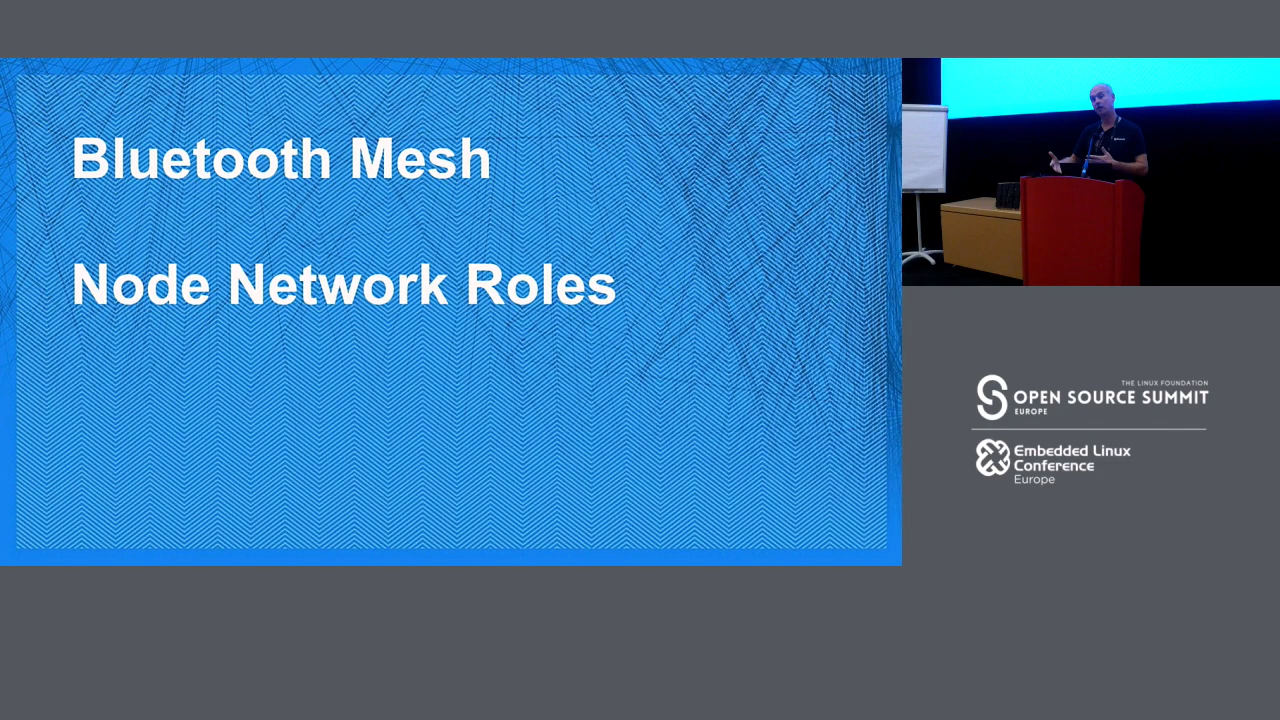 Bluetooth Mesh
Node Network Roles
THE LINUX FOUNDATION
OPEN SOURCE SUMMIT
EUROPE
Embedded Linux
Conference
Europe